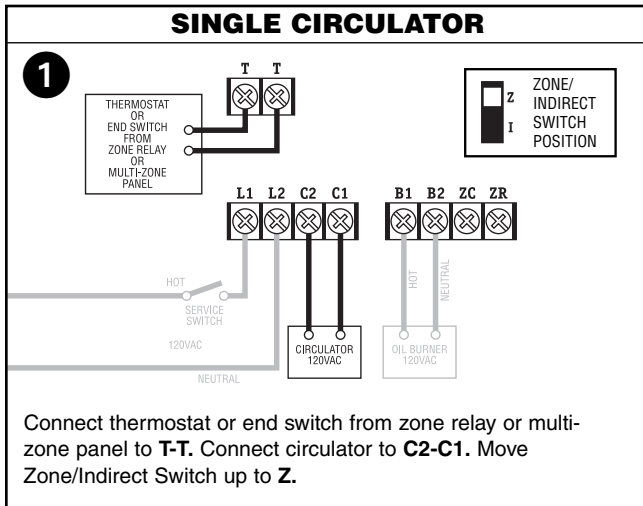 SINGLE CIRCULATOR
1
T T
THERMOSTAT
OR
END SWITCH
FROM
ZONE RELAY
OR
MULTI-ZONE
PANEL
Z
I
ZONE/
INDIRECT
SWITCH
POSITION
L1 L2 C2 C1 B1 B2 ZC ZR
HOT
SERVICE
SWITCH
120VAC
NEUTRAL
CIRCULATOR
120VAC
HOT
NEUTRAL
OIL BURNER
120VAC
Connect thermostat or end switch from zone relay or multi-
zone panel to T-T. Connect circulator to C2-C1. Move
Zone/Indirect Switch up to Z.